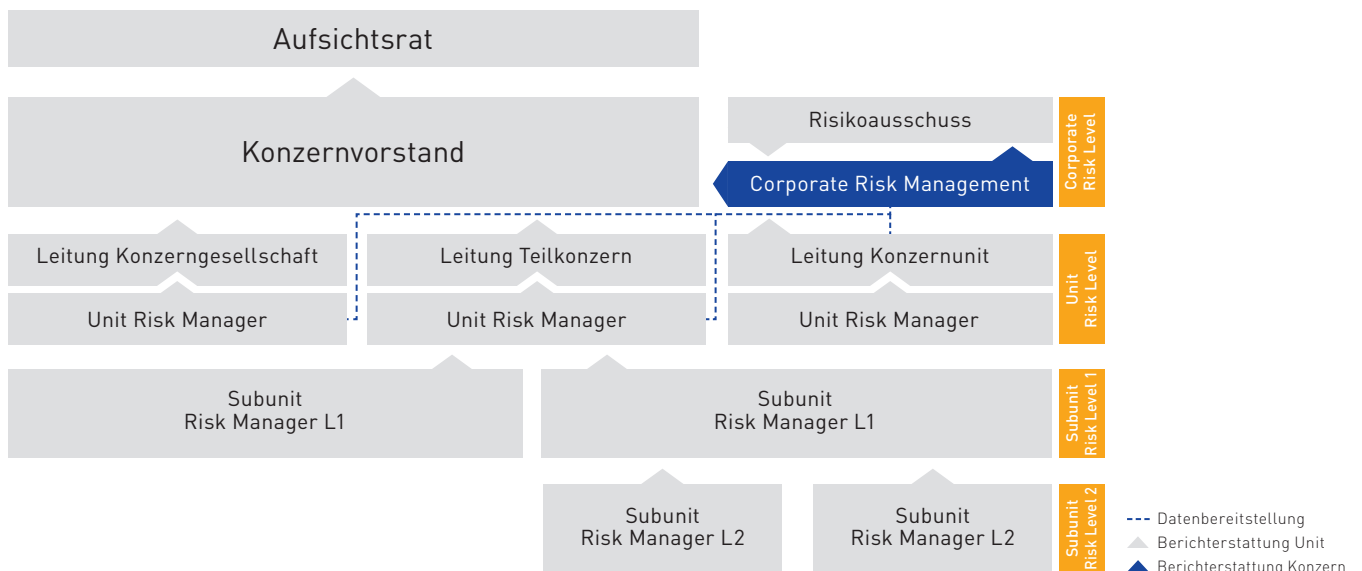 Aufsichtsrat
Konzernvorstand
Risikoausschuss
Corporate Risk Management
Corporate
Risk Level
Leitung Konzerngesellschaft
Leitung Teilkonzern
Leitung Konzernunit
Unit Risk Manager
Unit Risk Manager
Unit Risk Manager
Unit
Risk Level
Subunit
Risk Manager L1
Subunit
Risk Manager L1
Subunit
Risk Level 1
Subunit
Risk Manager L2
Subunit
Risk Manager L2
Subunit
Risk Level 2
Datenbereitstellung
Berichterstattung Unit
Berichterstattung Konzern